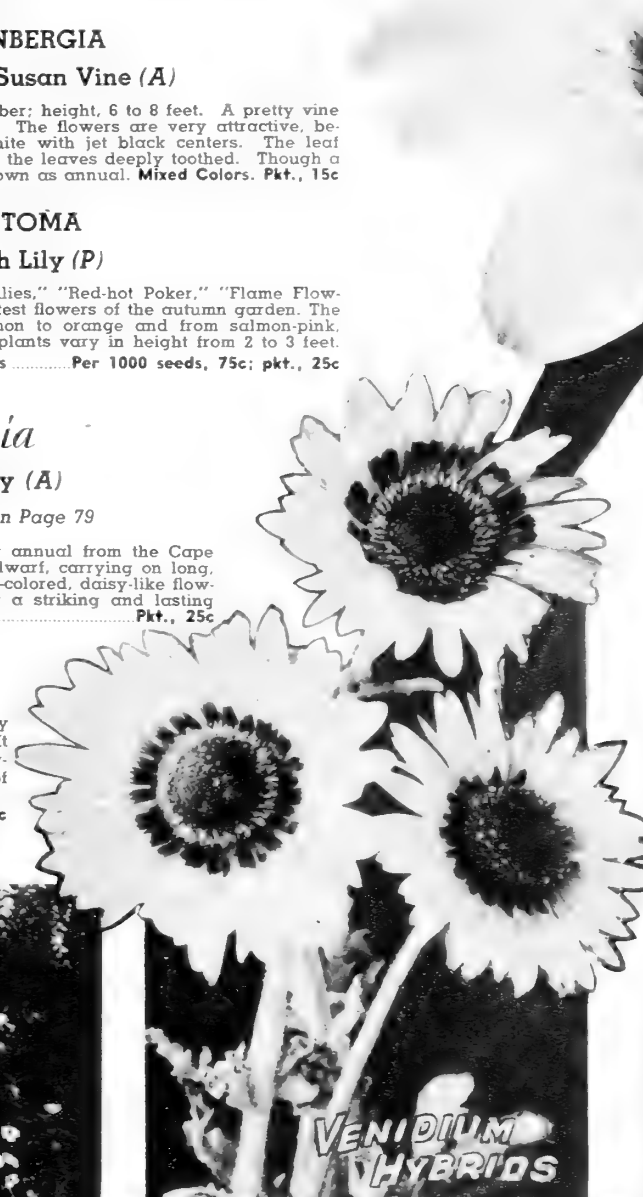 NBERGIA
Susan Vine (A)
ber; height, 6 to 8 feet. A pretty vine
The flowers are very attractive, be-
nite with jet black centers. The leaf
the leaves deeply toothed. Though a
own as annual. Mixed Colors. Pkt., 15c
TOMA
h Lily (P)
lies," "Red-hot Poker," "Flame Flow-
test flowers of the autumn garden. The
mon to orange and from salmon-pink,
plants vary in height from 2 to 3 feet.
s ............Per 1000 seeds, 75c; pkt., 25c
ia
y (A)
n Page 79
annual from the Cape
dwarf, carrying on long,
-colored, daisy-like flow-
a striking and lasting
Pkt., 25c
y
t
-
of
c
VENIDIUM
HYBRIDS